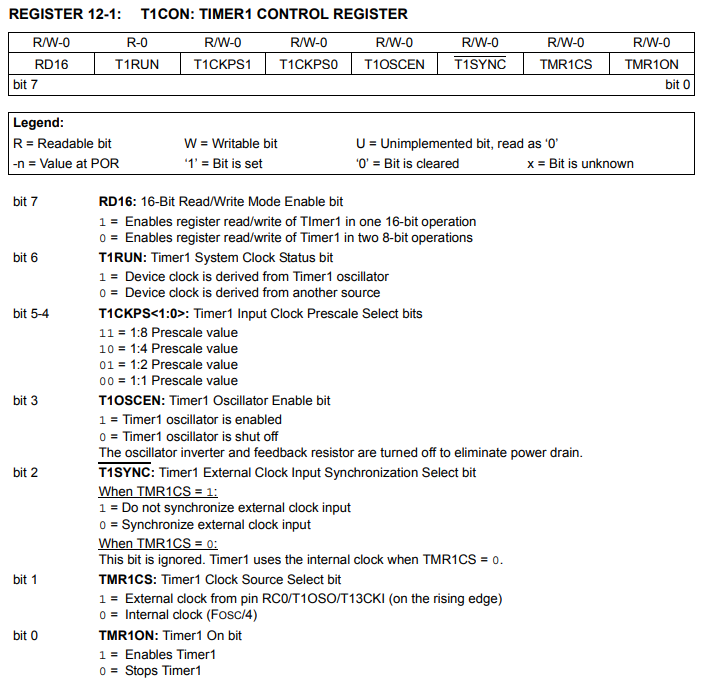 REGISTER 12-1: T1CON: TIMER1 CONTROL REGISTER
R/W-0 R-0 R/W-0 R/W-0 R/W-0 R/W-0 R/W-0 R/W-0
RD16 T1RUN T1CKPS1 T1CKPS0 T1OSCEN T1SYNC TMR1CS TMR1ON
bit 7 bit 0
Legend:
R = Readable bit W = Writable bit U = Unimplemented bit, read as ‘0’
-n = Value at POR ‘1’ = Bit is set ‘0’ = Bit is cleared x = Bit is unknown
bit 7 RD16: 16-Bit Read/Write Mode Enable bit
1 = Enables register read/write of TImer1 in one 16-bit operation
0 = Enables register read/write of Timer1 in two 8-bit operations
bit 6 T1RUN: Timer1 System Clock Status bit
1 = Device clock is derived from Timer1 oscillator
0 = Device clock is derived from another source
bit 5-4 T1CKPS<1:0>: Timer1 Input Clock Prescale Select bits
11 = 1:8 Prescale value
10 = 1:4 Prescale value
01 = 1:2 Prescale value
00 = 1:1 Prescale value
bit 3 T1OSCEN: Timer1 Oscillator Enable bit
1 = Timer1 oscillator is enabled
0 = Timer1 oscillator is shut off
The oscillator inverter and feedback resistor are turned off to eliminate power drain.
bit 2 T1SYNC: Timer1 External Clock Input Synchronization Select bit
When TMR1CS = 1:
1 = Do not synchronize external clock input
0 = Synchronize external clock input
When TMR1CS = 0:
This bit is ignored. Timer1 uses the internal clock when TMR1CS = 0.
bit 1 TMR1CS: Timer1 Clock Source Select bit
1 = External clock from pin RC0/T1OSO/T13CKI (on the rising edge)
0 = Internal clock (FOSC/4)
bit 0 TMR1ON: Timer1 On bit
1 = Enables Timer1
0 = Stops Timer1